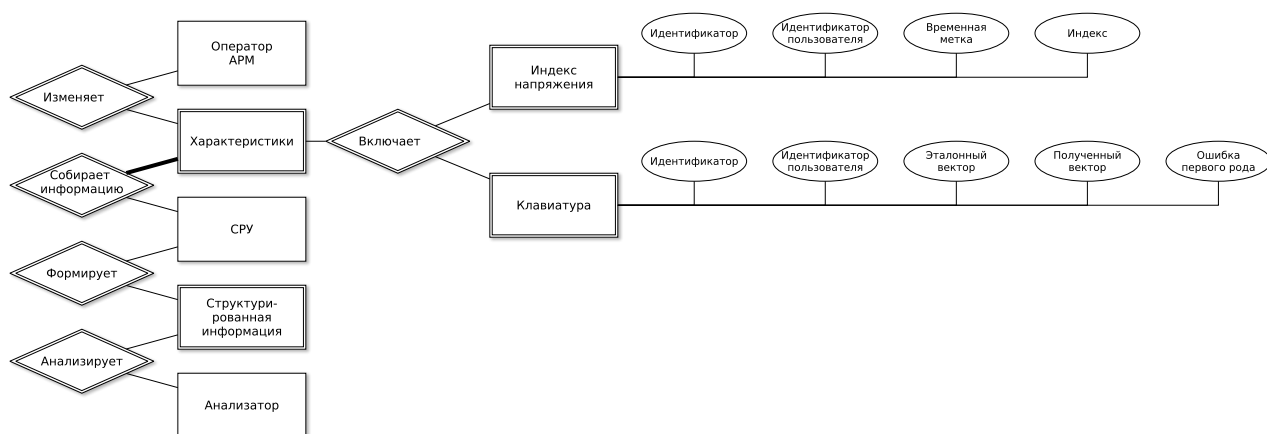 Оператор
АРМ
Изменяет
Характеристики
Собирает
информацию
СРУ
Формирует
Структури-
рованная
информация
Анализирует
Анализатор
Включает
Индекс
напряжения
Идентификатор
Идентификатор
пользователя
Временная
метка
Индекс
Клавиатура
Идентификатор
Идентификатор
пользователя
Эталонный
вектор
Полученный
вектор
Ошибка
первого рода